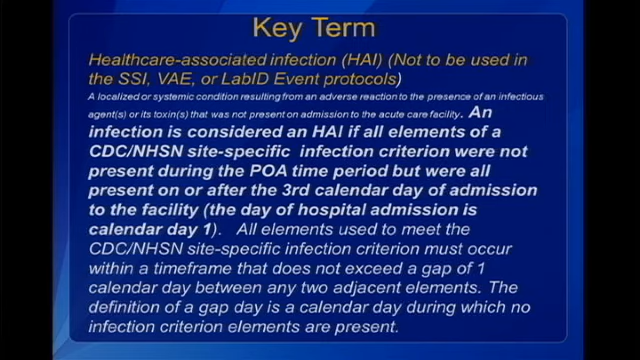 Key Term
Healthcare-associated infection (HAI) (Not to be used in
the SSI, VAE, or LabID Event protocols)
A localized or systemic condition resulting from an adverse reaction to the presence of an infectious
agent(s) or its toxin(s) that was not present on admission to the acute care facility. An
infection is considered an HAI if all elements of a
CDC/NHSN site-specific infection criterion were not
present during the POA time period but were all
present on or after the 3rd calendar day of admission
to the facility (the day of hospital admission is
calendar day 1). All elements used to meet the
CDC/NHSN site-specific infection criterion must occur
within a timeframe that does not exceed a gap of 1
calendar day between any two adjacent elements. The
definition of a gap day is a calendar day during which no
infection criterion elements are present.